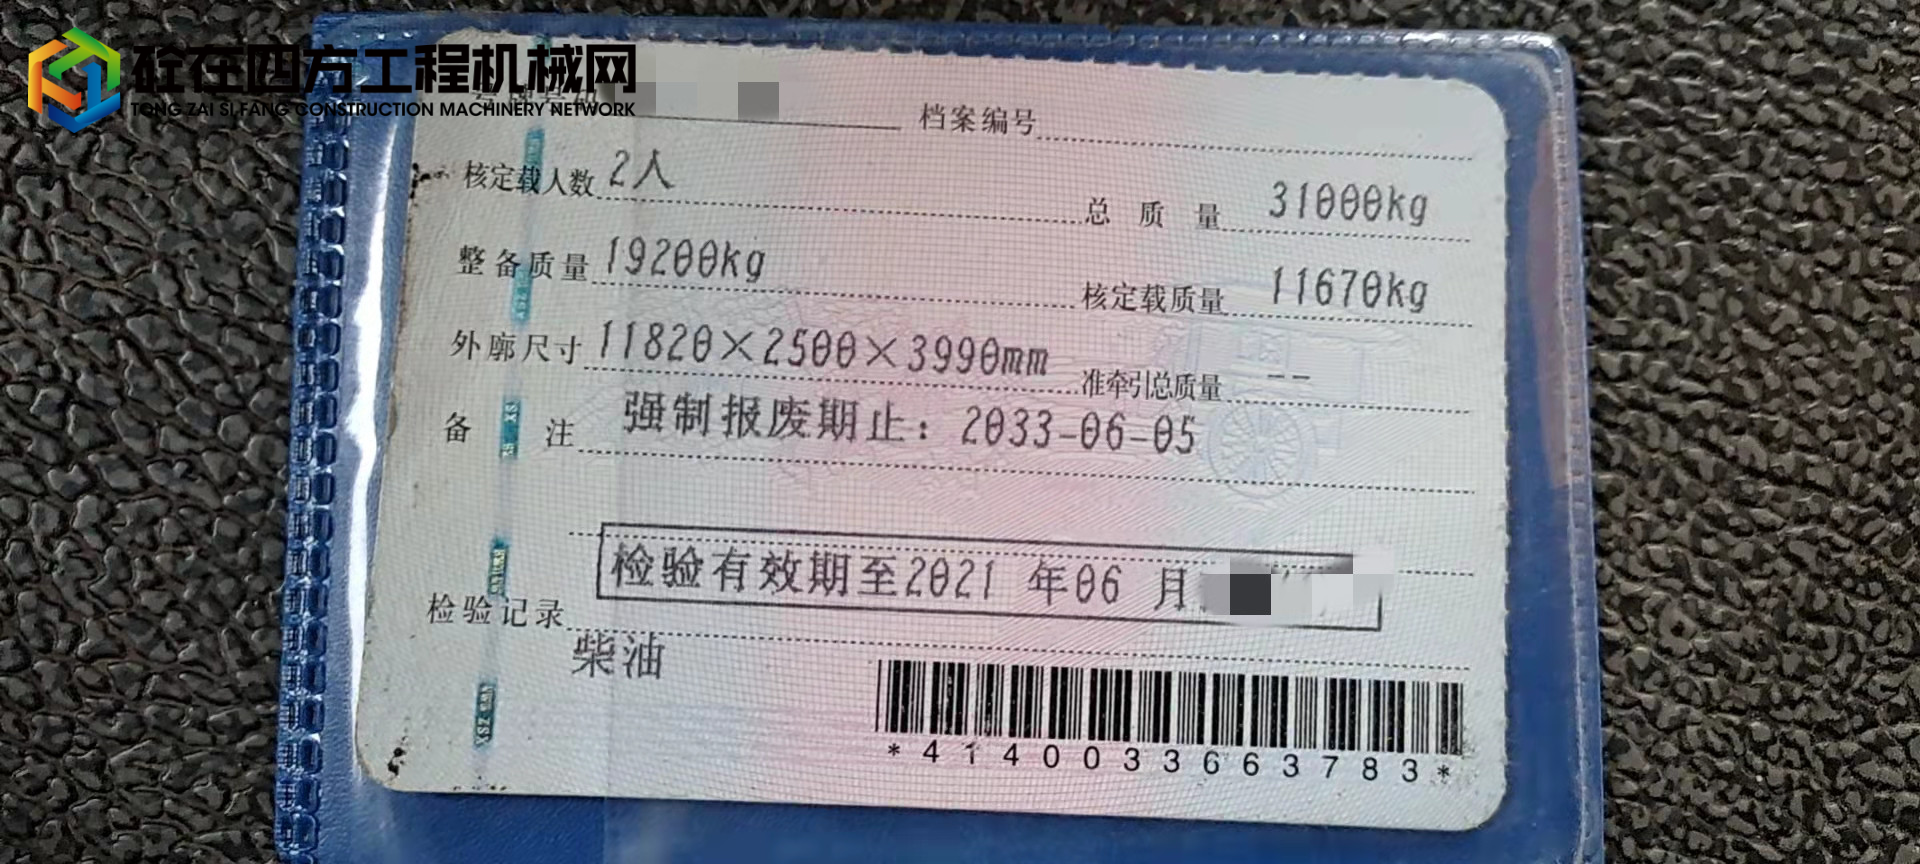 砼在四方工程机械网
TONG ZAI SI FANG CONSTRUCTION MACHINERY NETWORK
档案编号
核定载人数 2人 总质量 31000kg
整备质量 19200kg 核定载质量 11670kg
外廓尺寸 11820×2500×3990mm 准牵引总质量 --
备注 强制报废期止：2033-06-05
检验有效期至2021 年06 月
检验记录
柴油
*4140033663783*